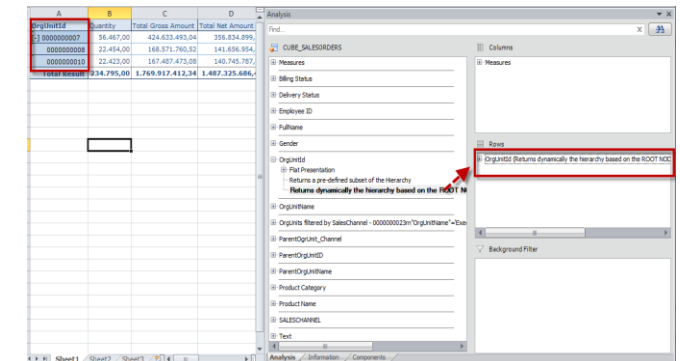 A B C D
OrgUnitId Quantity Total Gross Amount Total Net Amount
[-] 0000000007 56.467,00 424.633.493,04 356.834.899,
0000000008 22.454,00 168.571.760,52 141.656.954,
0000000010 22.423,00 167.487.473,08 140.745.787,
Total Result 234.795,00 1.769.917.412,34 1.487.325.686,4
Sheet1 Sheet2 Sheet3
Analysis
Find...
CUBE_SALESORDERS
Measures
Billing Status
Delivery Status
Employee ID
FullName
Gender
OrgUnitId
Flat Presentation
Returns a pre-defined subset of the Hierarchy
Returns dynamically the hierarchy based on the ROOT N
OrgUnitName
OrgUnits filtered by SalesChannel - 0000000023m"OrgUnitName"='Exe
ParentOgrUnit_Channel
ParentOrgUnitID
ParentOrgUnitName
Product Category
Product Name
SALESCHANNEL
Text
Analysis Information Components
Columns
Measures
Rows
OrgUnitId (Returns dynamically the hierarchy based on the ROOT NOD
Background Filter